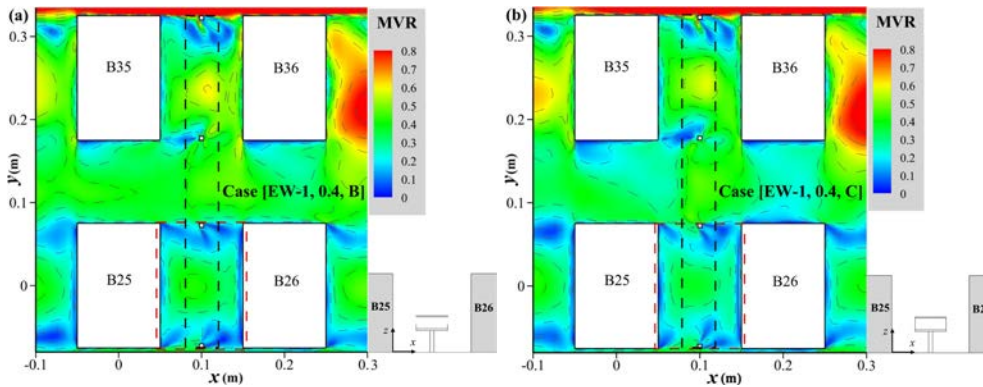 (a)
MVR
0.8
0.7
0.6
0.5
0.4
0.3
0.2
0.1
0
B35
B36
Case [EW-1, 0.4, B]
B25
B26
0.3
0.2
0.1
0
y(m)
-0.1
0
0.1
0.2
0.3
x (m)
B25
B26
z
x
(b)
MVR
0.8
0.7
0.6
0.5
0.4
0.3
0.2
0.1
0
B35
B36
Case [EW-1, 0.4, C]
B25
B26
0.3
0.2
0.1
0
y(m)
-0.1
0
0.1
0.2
0.3
x (m)
B25
z
x